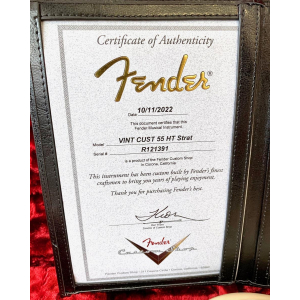 Certificate of Authenticity
Fender
10/11/2022
Date
This document certifies that this
Fender Musical Instrument.
Model VINT CUST 55 HT Strat
Serial # R121391
is a product of the Fender Custom Shop
in Corona, California
This instrument has been custom built by Fender's finest
craftsmen to bring you years of playing enjoyment.
Thank you for purchasing Fender's best.
Fender
Custom Shop